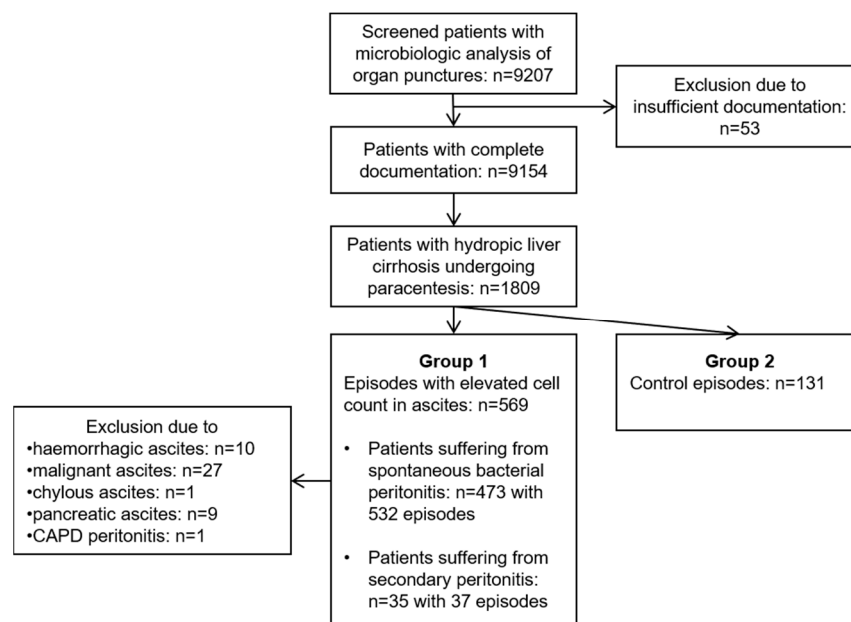 Screened patients with
microbiologic analysis of
organ punctures: n=9207
Exclusion due to
insufficient documentation:
n=53
Patients with complete
documentation: n=9154
Patients with hydropic liver
cirrhosis undergoing
paracentesis: n=1809
Group 1
Episodes with elevated cell
count in ascites: n=569
• Patients suffering from
spontaneous bacterial
peritonitis: n=473 with
532 episodes
• Patients suffering from
secondary peritonitis:
n=35 with 37 episodes
Group 2
Control episodes: n=131
Exclusion due to
•haemorrhagic ascites: n=10
•malignant ascites: n=27
•chylous ascites: n=1
•pancreatic ascites: n=9
•CAPD peritonitis: n=1